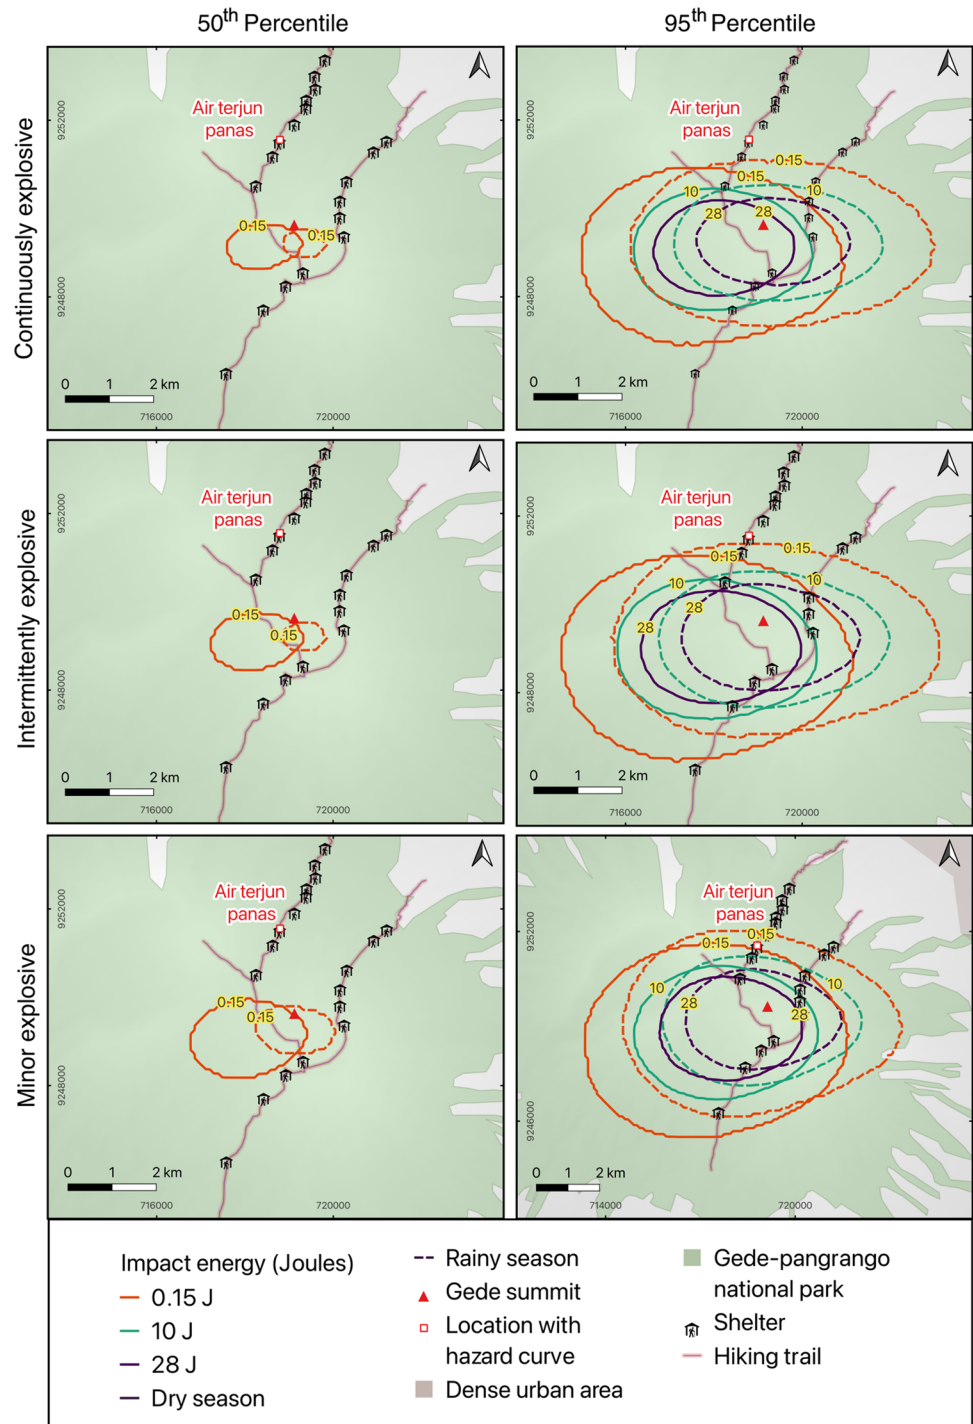 50th Percentile
95th Percentile
Continuously explosive
Air terjun
panas
0.15
0.15
9252000
9248000
0 1 2 km
716000 720000
Air terjun
panas
0.15
0.15
10
10
28
28
9252000
9248000
0 1 2 km
716000 720000
Intermittently explosive
Air terjun
panas
0.15
0.15
9252000
9248000
0 1 2 km
716000 720000
Air terjun
panas
0.15
0.15
10
10
28
28
9252000
9248000
0 1 2 km
716000 720000
Minor explosive
Air terjun
panas
0.15
0.15
9252000
9248000
0 1 2 km
716000 720000
Air terjun
panas
0.15
0.15
10
10
28
28
9252000
9246000
0 1 2 km
714000 720000
Impact energy (Joules)
0.15 J
10 J
28 J
Dry season
Rainy season
Gede summit
Location with
hazard curve
Dense urban area
Gede-pangrango
national park
Shelter
Hiking trail